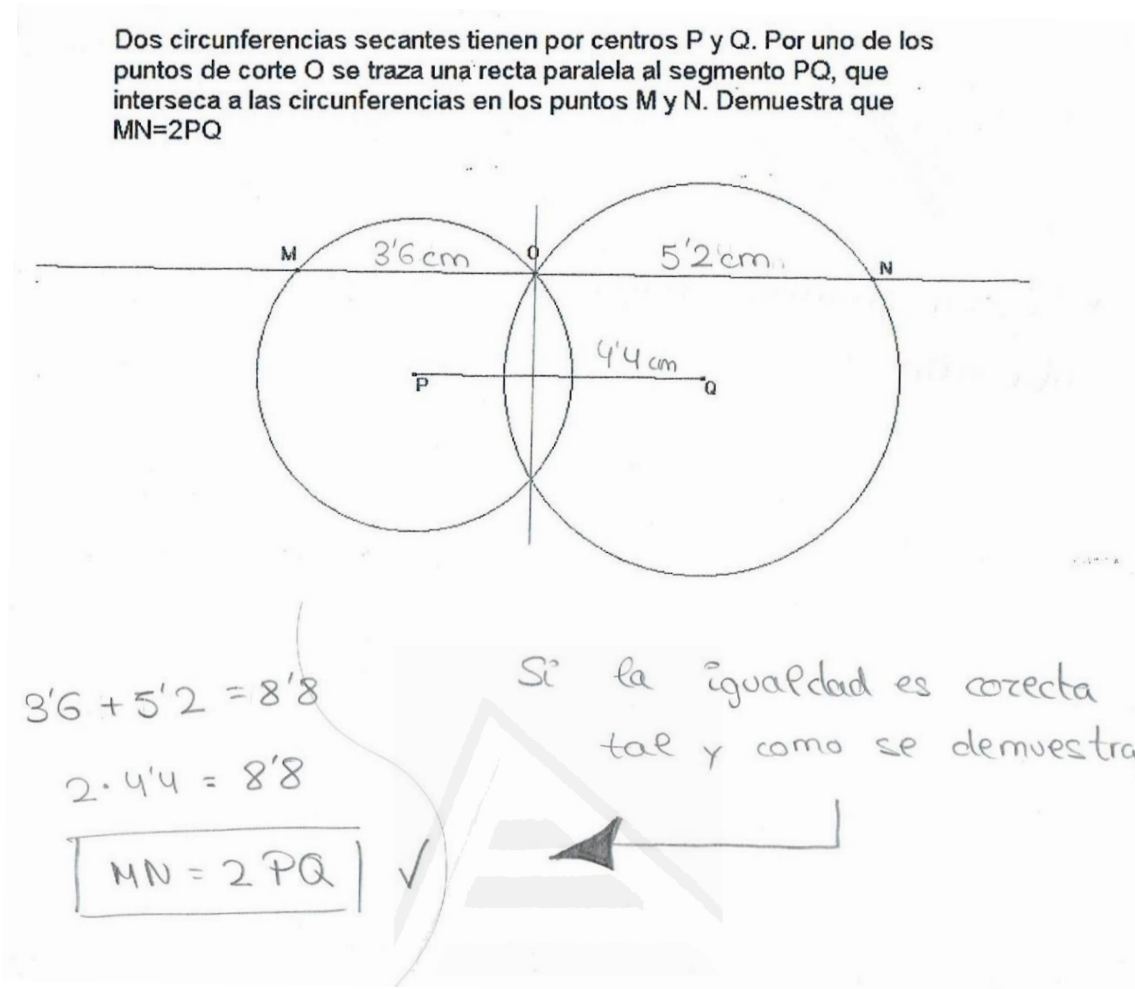 Dos circunferencias secantes tienen por centros P y Q. Por uno de los
puntos de corte O se traza una recta paralela al segmento PQ, que
interseca a las circunferencias en los puntos M y N. Demuestra que
MN=2PQ
M
3'6 cm
O
5'2 cm
N
4'4 cm
P
Q
3'6 + 5'2 = 8'8
2 · 4'4 = 8'8
MN = 2 PQ ✓
Si la igualdad es corecta
tal y como se demuestra